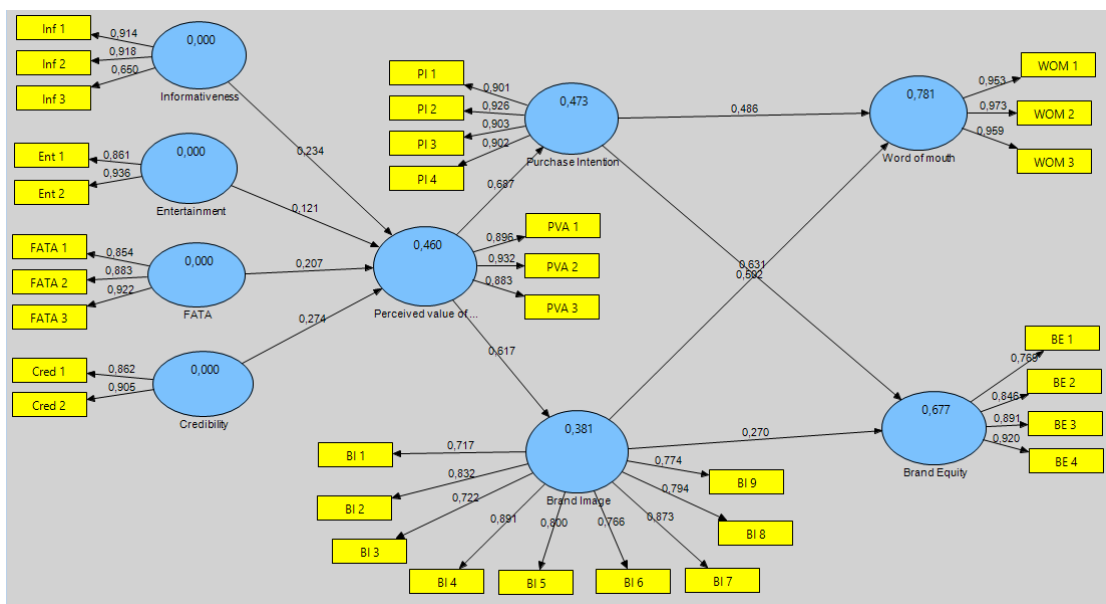 Inf 1
0,914
Inf 2
0,918
Inf 3
0,650
0,000
Informativeness
0,234
Ent 1
0,861
Ent 2
0,936
0,000
Entertainment
0,121
FATA 1
0,854
FATA 2
0,883
FATA 3
0,922
0,000
FATA
0,207
Cred 1
0,862
Cred 2
0,905
0,000
Credibility
0,274
0,460
Perceived value of ...
PVA 1
0,896
PVA 2
0,932
PVA 3
0,883
0,687
0,617
PI 1
0,901
PI 2
0,926
PI 3
0,903
PI 4
0,902
0,473
Purchase Intention
0,486
0,631
0,502
0,381
Brand Image
0,270
BI 1
0,717
BI 2
0,832
BI 3
0,722
BI 4
0,891
BI 5
0,800
BI 6
0,766
BI 7
0,873
BI 8
0,794
BI 9
0,774
0,781
Word of mouth
WOM 1
0,953
WOM 2
0,973
WOM 3
0,959
0,677
Brand Equity
BE 1
0,769
BE 2
0,846
BE 3
0,891
BE 4
0,920